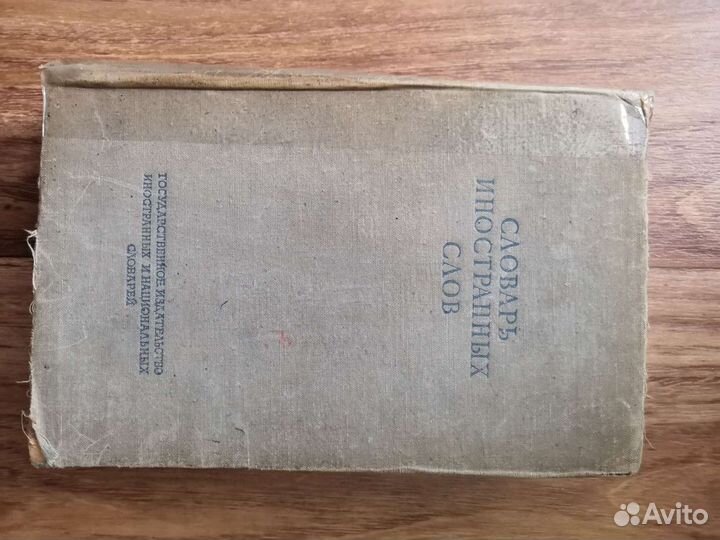 СЛОВАРЬ
ИНОСТРАННЫХ
СЛОВ
ГОСУДАРСТВЕННОЕ ИЗДАТЕЛЬСТВО
ИНОСТРАННЫХ И НАЦИОНАЛЬНЫХ
СЛОВАРЕЙ
Avito